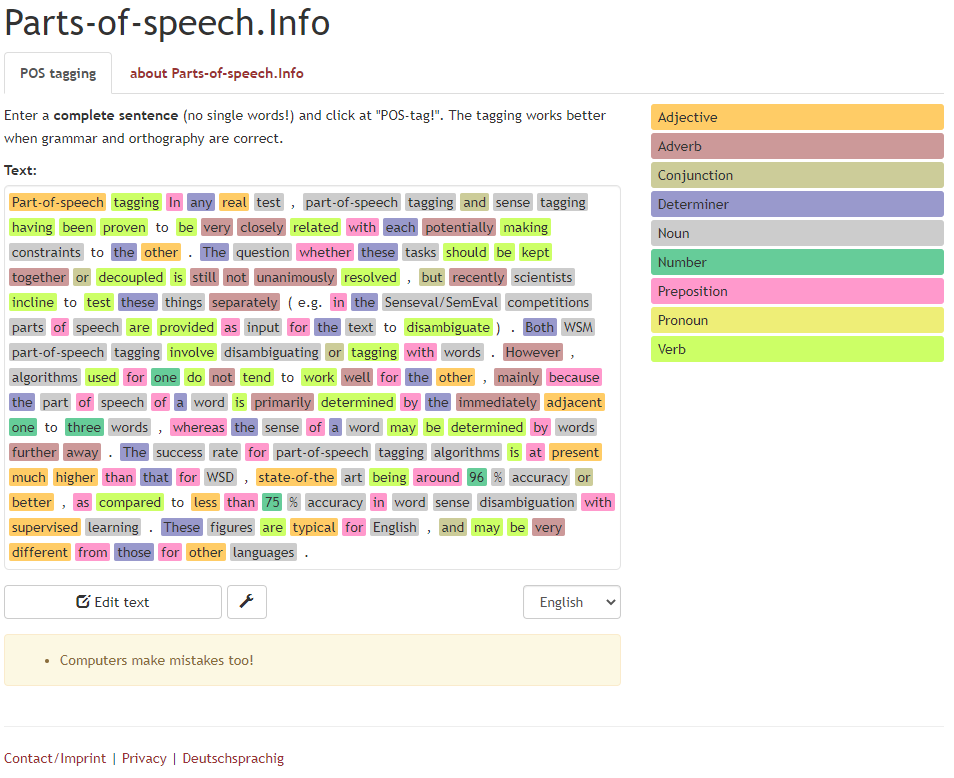 Parts-of-speech.Info
POS tagging about Parts-of-speech.Info
Enter a complete sentence (no single words!) and click at "POS-tag!". The tagging works better
when grammar and orthography are correct.
Text:
Part-of-speech tagging In any real test , part-of-speech tagging and sense tagging
having been proven to be very closely related with each potentially making
constraints to the other . The question whether these tasks should be kept
together or decoupled is still not unanimously resolved , but recently scientists
incline to test these things separately ( e.g. in the Senseval/SemEval competitions
parts of speech are provided as input for the text to disambiguate ) . Both WSM
part-of-speech tagging involve disambiguating or tagging with words . However ,
algorithms used for one do not tend to work well for the other , mainly because
the part of speech of a word is primarily determined by the immediately adjacent
one to three words , whereas the sense of a word may be determined by words
further away . The success rate for part-of-speech tagging algorithms is at present
much higher than that for WSD , state-of-the art being around 96 % accuracy or
better , as compared to less than 75 % accuracy in word sense disambiguation with
supervised learning . These figures are typical for English , and may be very
different from those for other languages .
Edit text English
Computers make mistakes too!
Adjective
Adverb
Conjunction
Determiner
Noun
Number
Preposition
Pronoun
Verb
Contact/Imprint | Privacy | Deutschsprachig